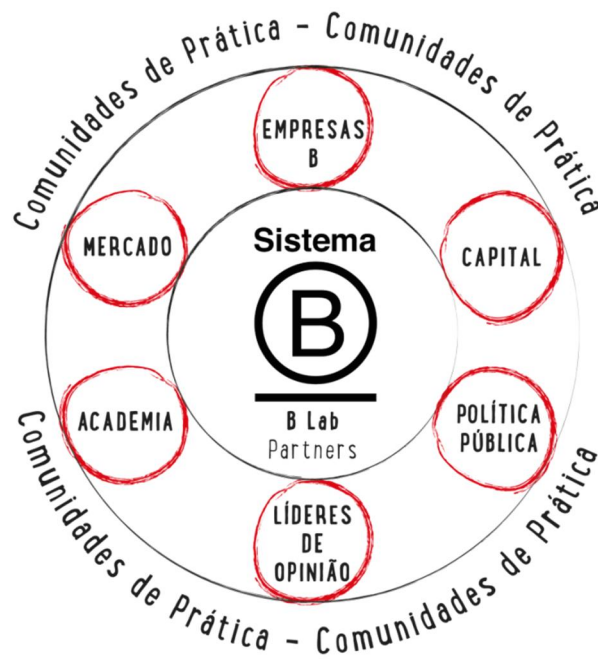 Comunidades de Prática – Comunidades de Prática
EMPRESAS
B
MERCADO
CAPITAL
Sistema
B
B Lab
Partners
ACADEMIA
POLÍTICA
PÚBLICA
LÍDERES
DE
OPINIÃO
Comunidades de Prática – Comunidades de Prática